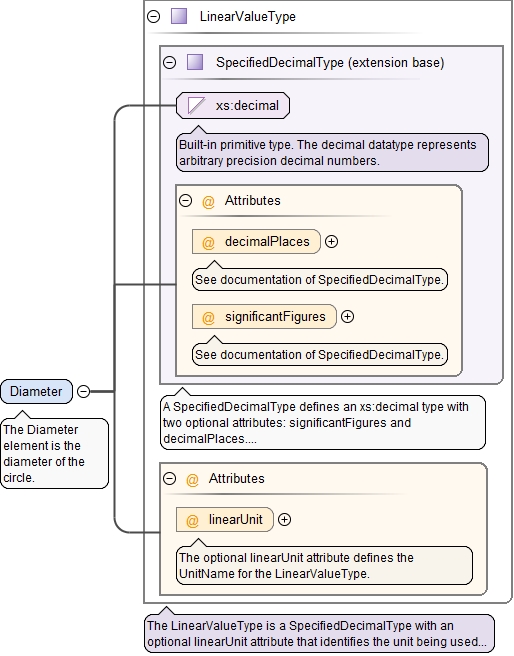 LinearValueType
SpecifiedDecimalType (extension base)
xs:decimal
Built-in primitive type. The decimal datatype represents
arbitrary precision decimal numbers.
@ Attributes
@ decimalPlaces
See documentation of SpecifiedDecimalType.
@ significantFigures
See documentation of SpecifiedDecimalType.
Diameter
The Diameter
element is the
diameter of the
circle.
A SpecifiedDecimalType defines an xs:decimal type with
two optional attributes: significantFigures and
decimalPlaces....
@ Attributes
@ linearUnit
The optional linearUnit attribute defines the
UnitName for the LinearValueType.
The LinearValueType is a SpecifiedDecimalType with an
optional linearUnit attribute that identifies the unit being used...